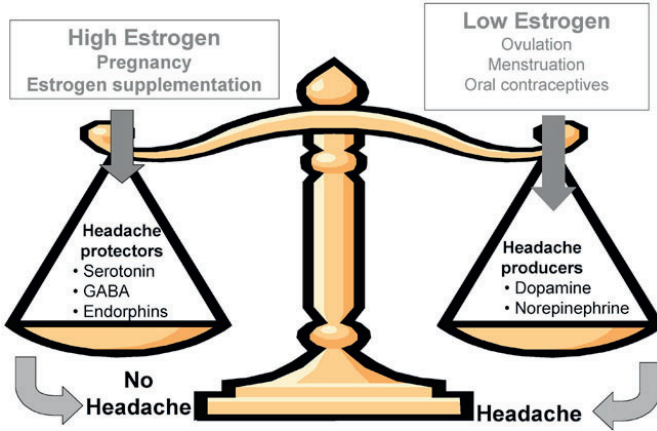 High Estrogen
Pregnancy
Estrogen supplementation
Low Estrogen
Ovulation
Menstruation
Oral contraceptives
Headache
protectors
• Serotonin
• GABA
• Endorphins
Headache
producers
• Dopamine
• Norepinephrine
No
Headache
Headache